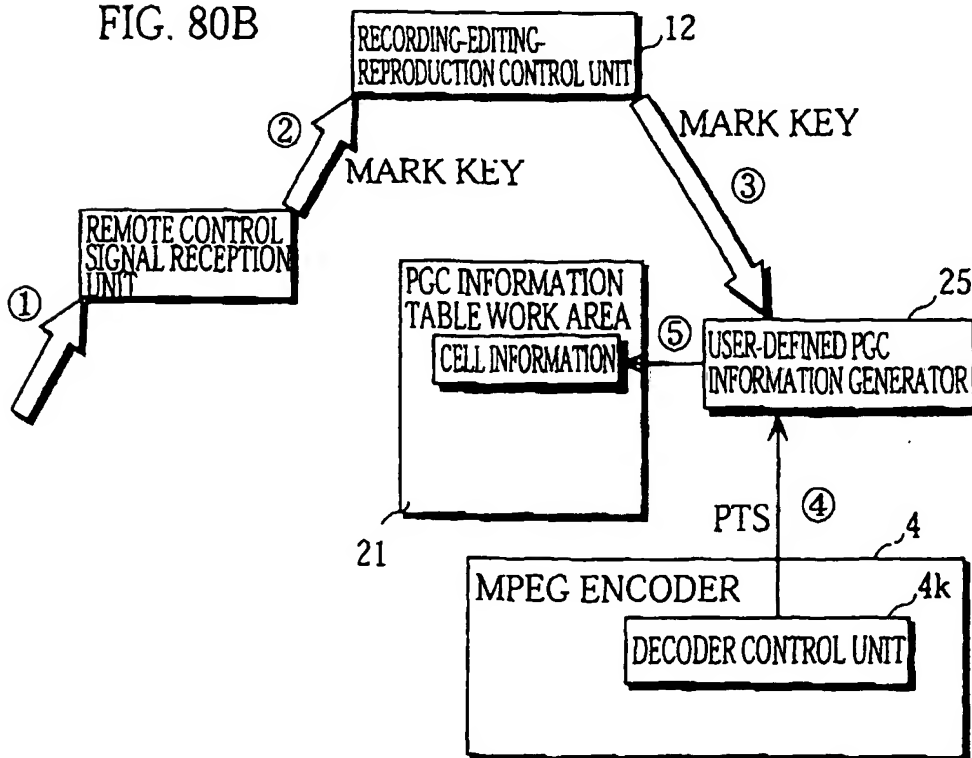 FIG. 80B
12
RECORDING-EDITING-
REPRODUCTION CONTROL UNIT
②
MARK KEY
MARK KEY
③
REMOTE CONTROL
SIGNAL RECEPTION
UNIT
①
PGC INFORMATION
TABLE WORK AREA
CELL INFORMATION
⑤
25
USER-DEFINED PGC
INFORMATION GENERATOR
21
PTS
④
4
MPEG ENCODER
4k
DECODER CONTROL UNIT